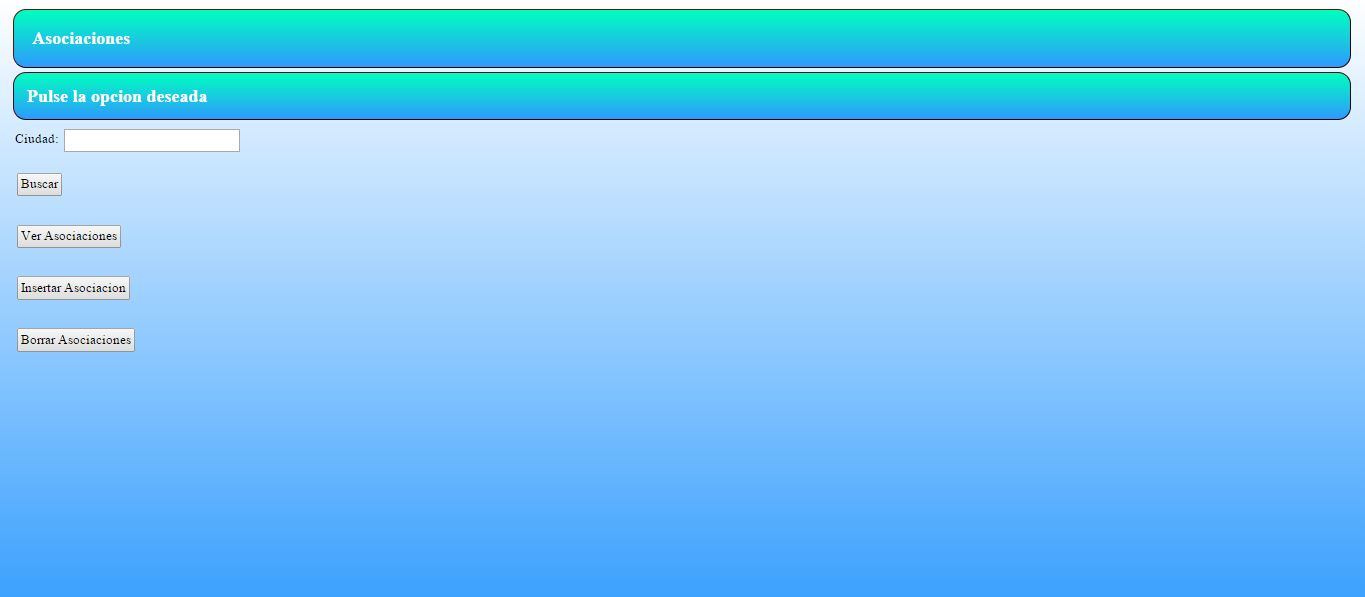 Asociaciones
Pulse la opcion deseada
Ciudad:
Buscar
Ver Asociaciones
Insertar Asociacion
Borrar Asociaciones